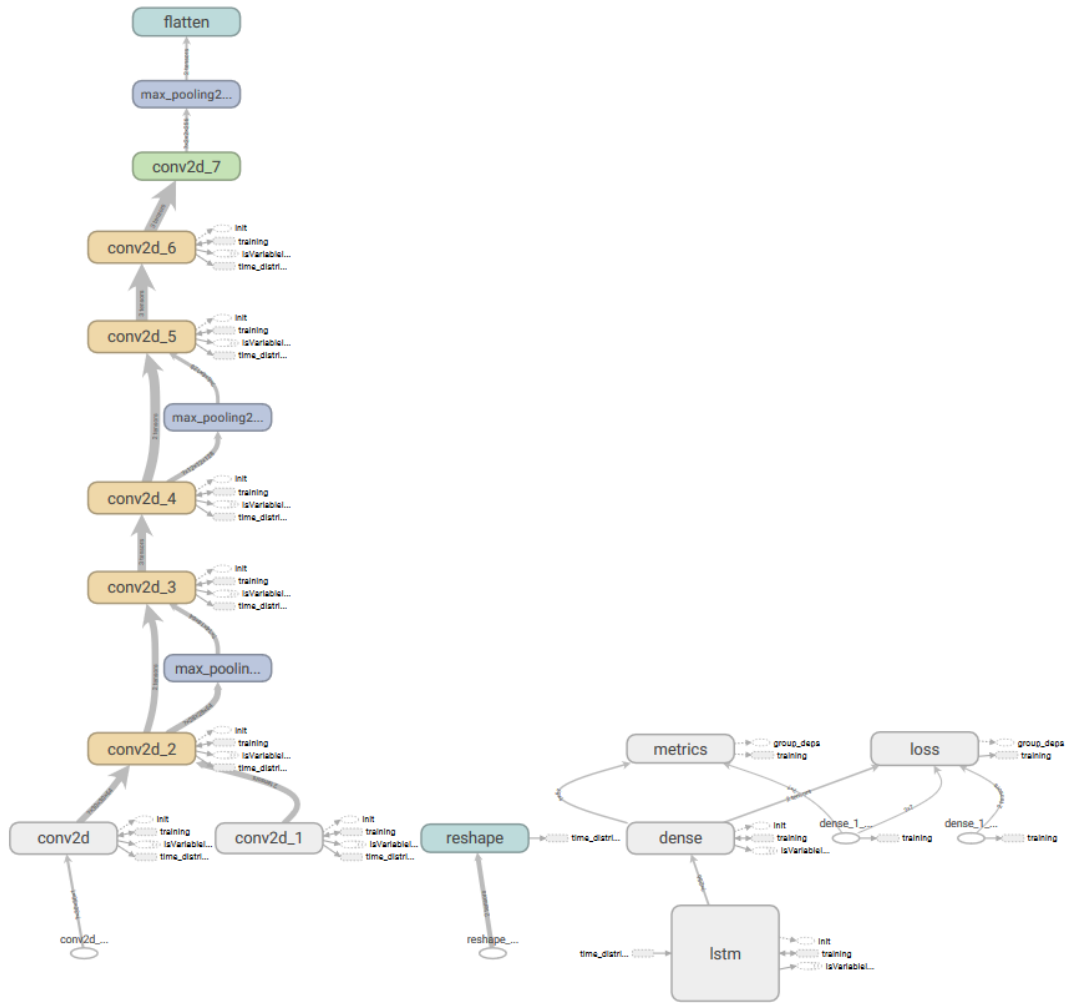 flatten
max_pooling2...
conv2d_7
conv2d_6
init
training
IsVariableI...
time_distri...
conv2d_5
init
training
IsVariableI...
time_distri...
max_pooling2...
conv2d_4
init
training
IsVariableI...
time_distri...
conv2d_3
init
training
IsVariableI...
time_distri...
max_poolin...
conv2d_2
init
training
IsVariableI...
time_distri...
metrics
group_deps
training
loss
group_deps
training
conv2d
init
training
IsVariableI...
time_distri...
conv2d_1
init
training
IsVariableI...
time_distri...
reshape
time_distri...
dense
init
training
IsVariableI...
dense_1_...
training
dense_1_...
training
conv2d_...
reshape_...
time_distri...
lstm
init
training
IsVariableI...